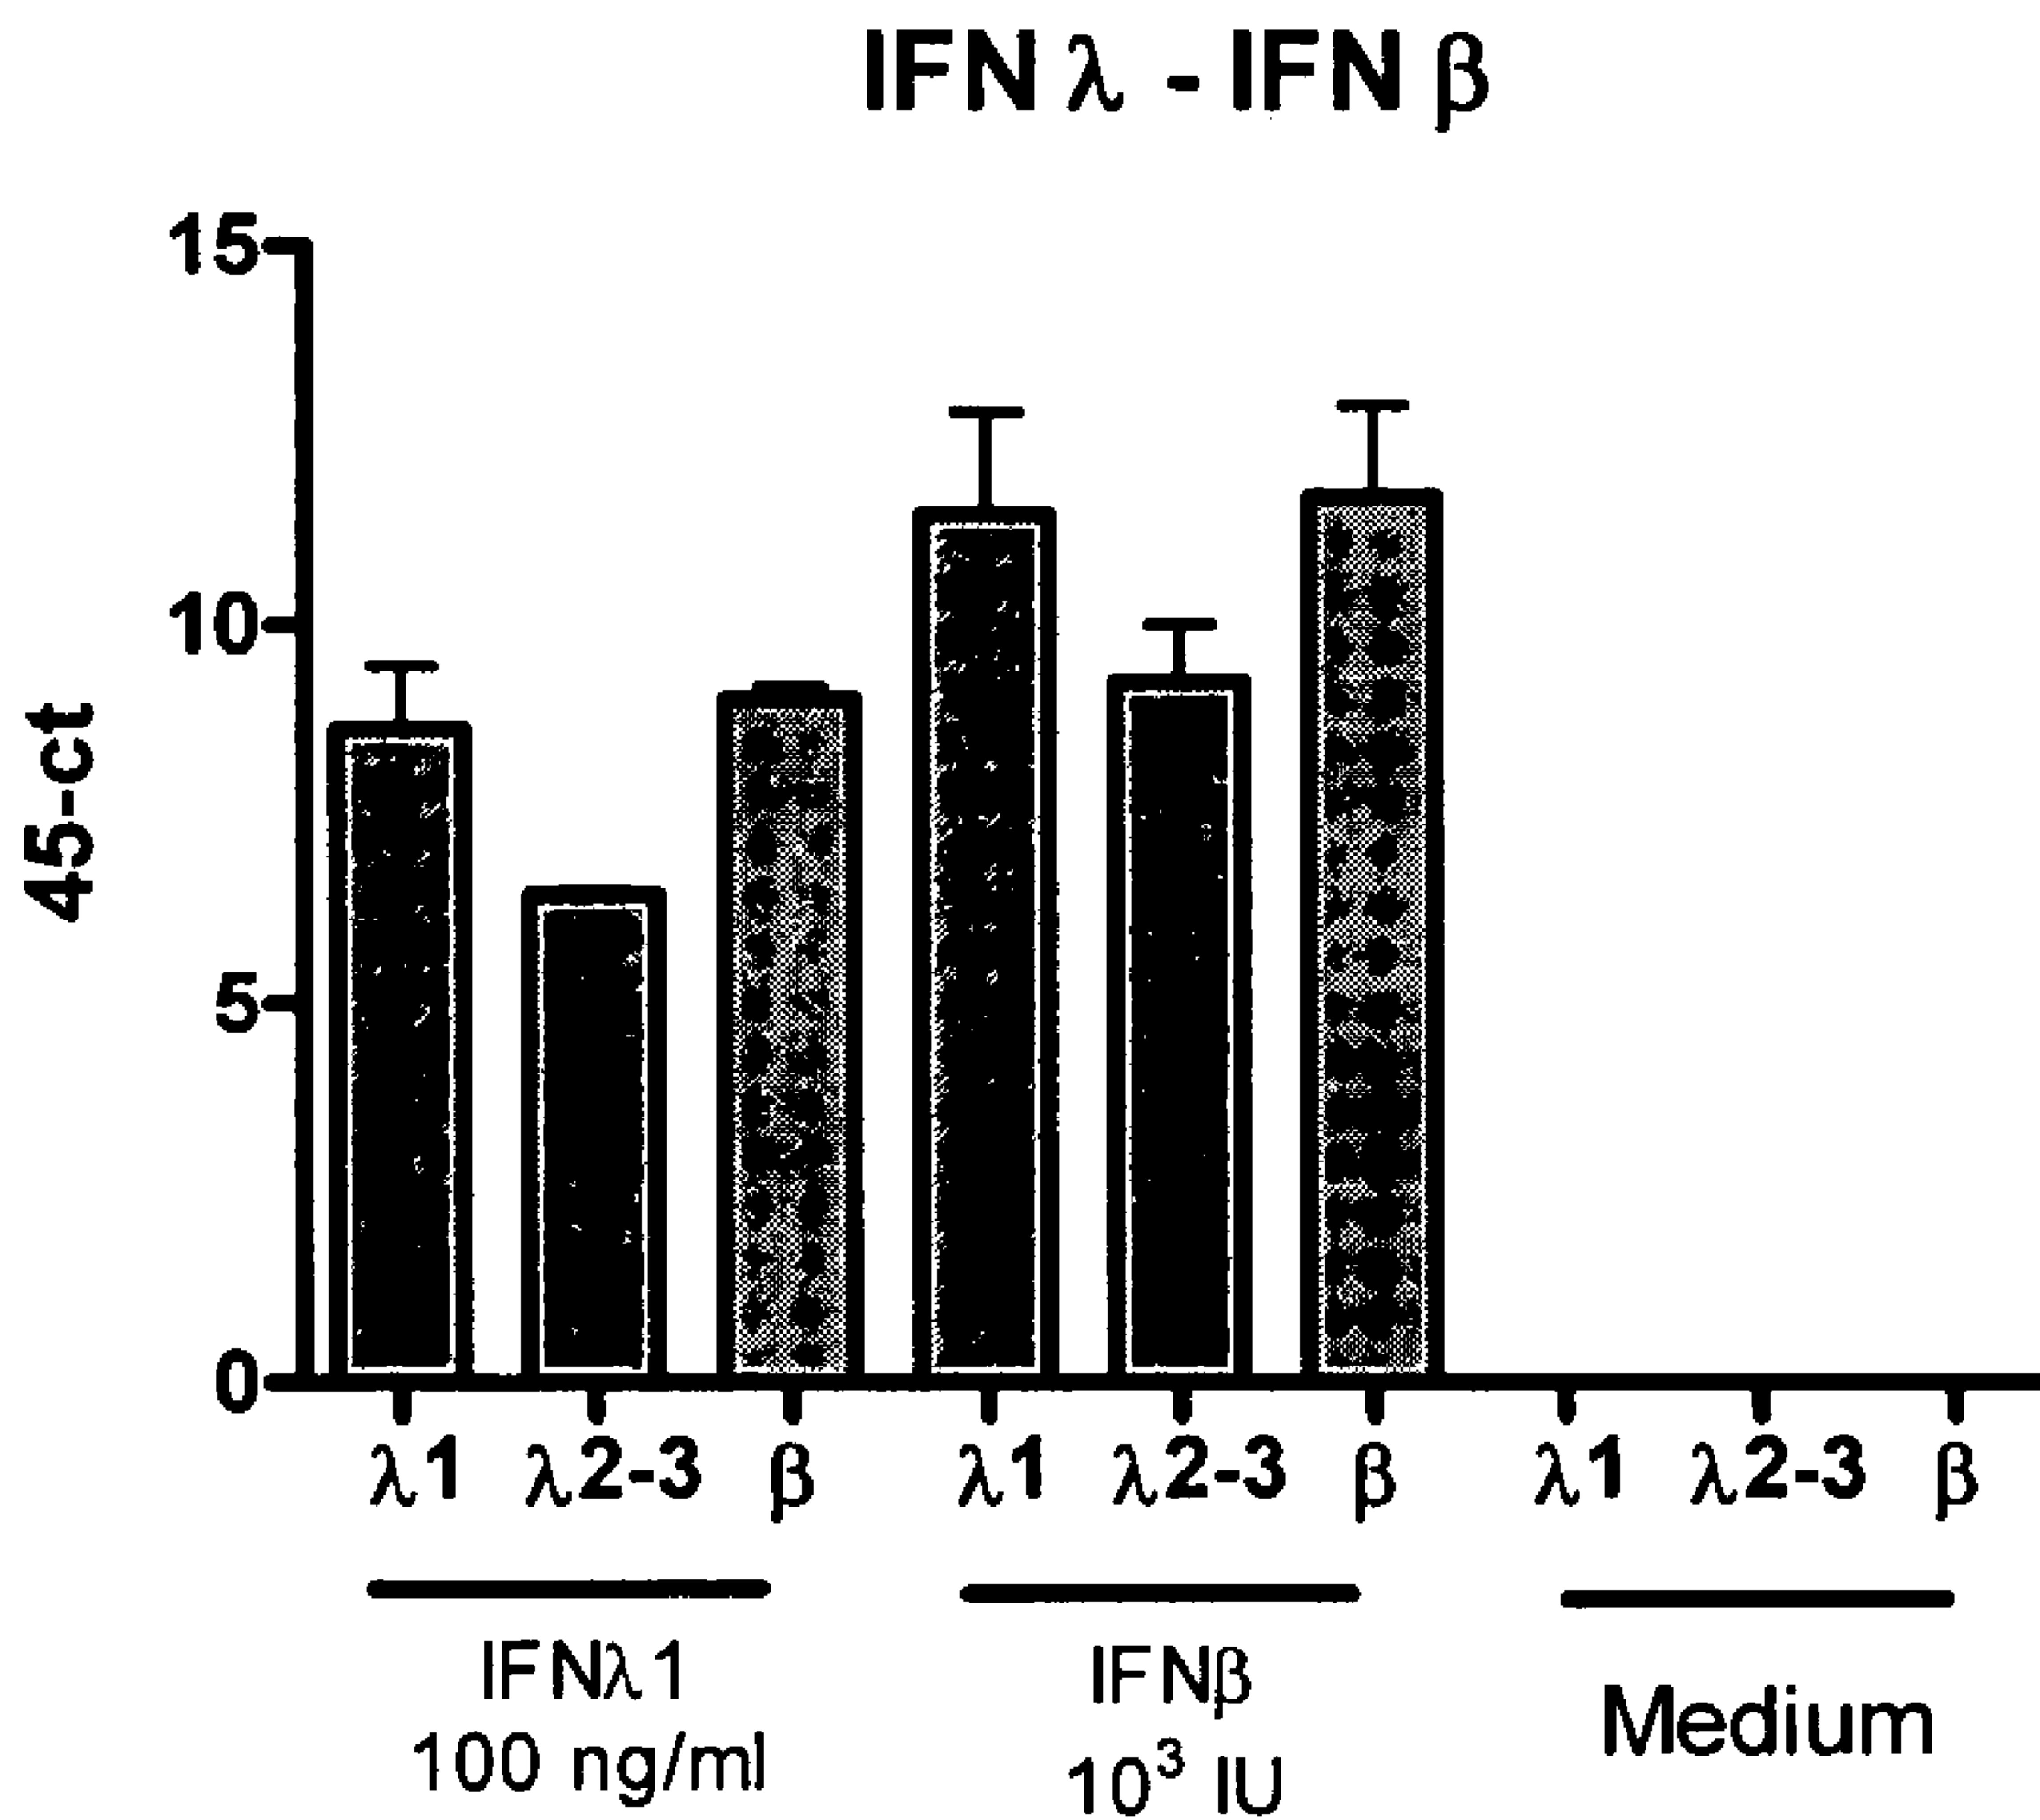 IFN λ - IFN β
15
10
5
0
45-ct
λ1 λ2-3 β λ1 λ2-3 β λ1 λ2-3 β
IFNλ1 IFNβ Medium
100 ng/ml 10³ IU